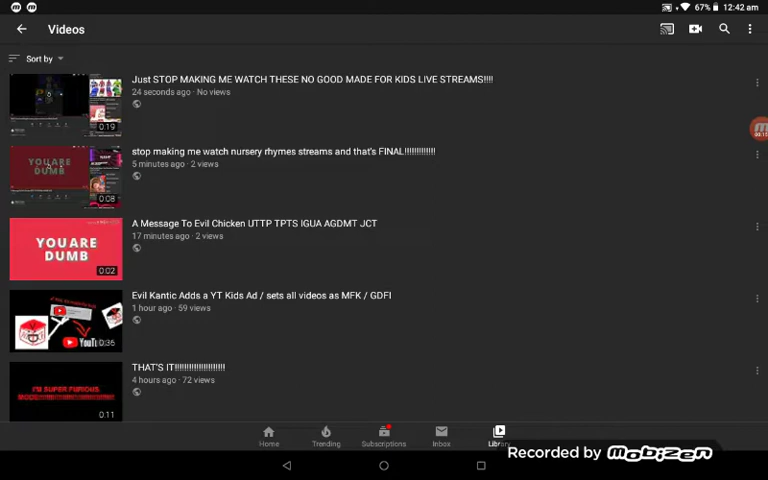 67% 12:42 am
Videos
Sort by
Just STOP MAKING ME WATCH THESE NO GOOD MADE FOR KIDS LIVE STREAMS!!!!
24 seconds ago · No views
0:19
stop making me watch nursery rhymes streams and that's FINAL!!!!!!!!!!!!!
5 minutes ago · 2 views
YOU ARE
DUMB
0:08
A Message To Evil Chicken UTTP TPTS IGUA AGDMT JCT
17 minutes ago · 2 views
YOU ARE
DUMB
0:02
Evil Kantic Adds a YT Kids Ad / sets all videos as MFK / GDFI
1 hour ago · 59 views
0:36
THAT'S IT!!!!!!!!!!!!!!!!!!!!!!
4 hours ago · 72 views
I'M SUPER FURIOUS
0:11
Home
Trending
Subscriptions
Inbox
Library
Recorded by Mobizen